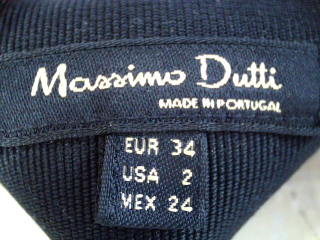 Massimo Dutti
MADE IN PORTUGAL
EUR 34
USA 2
MEX 24